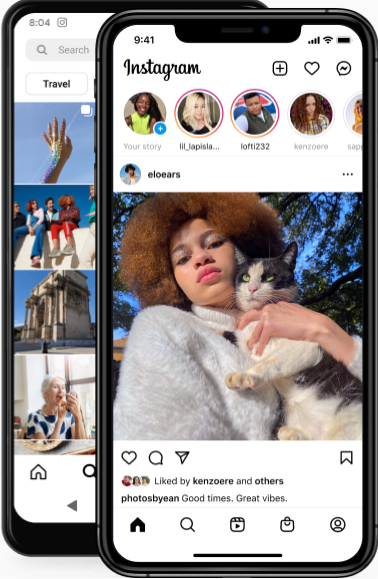 8:04
Search
Travel
9:41
Instagram
Your story
lil_lapisla...
lofti232
kenzoere
sapp
eloears
Liked by kenzoere and others
photosbyean Good times. Great vibes.